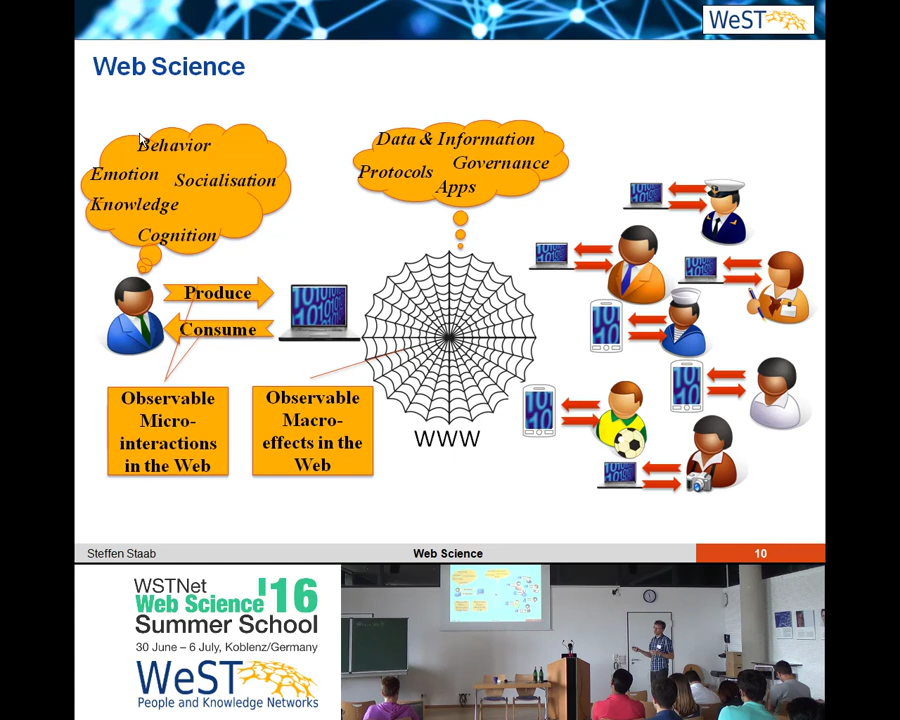 WeST
Web Science
Behavior
Emotion
Socialisation
Knowledge
Cognition
Data & Information
Governance
Protocols
Apps
Produce
Consume
Observable
Micro-
interactions
in the Web
Observable
Macro-
effects in the
Web
WWW
Steffen Staab
Web Science
10
WSTNet
Web Science '16
Summer School
30 June – 6 July, Koblenz/Germany
WeST
People and Knowledge Networks